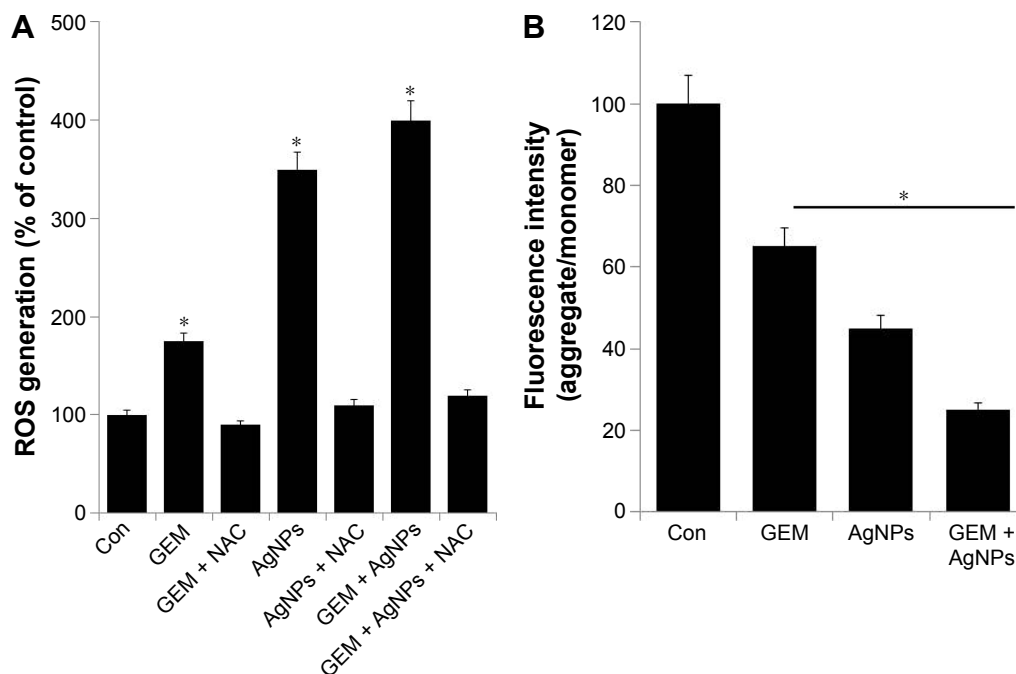 A
ROS generation (% of control)
500
400
300
200
100
0
*
*
*
Con
GEM
GEM + NAC
AgNPs
AgNPs + NAC
GEM + AgNPs
GEM + AgNPs + NAC
B
Fluorescence intensity
(aggregate/monomer)
120
100
80
60
40
20
0
*
Con
GEM
AgNPs
GEM +
AgNPs